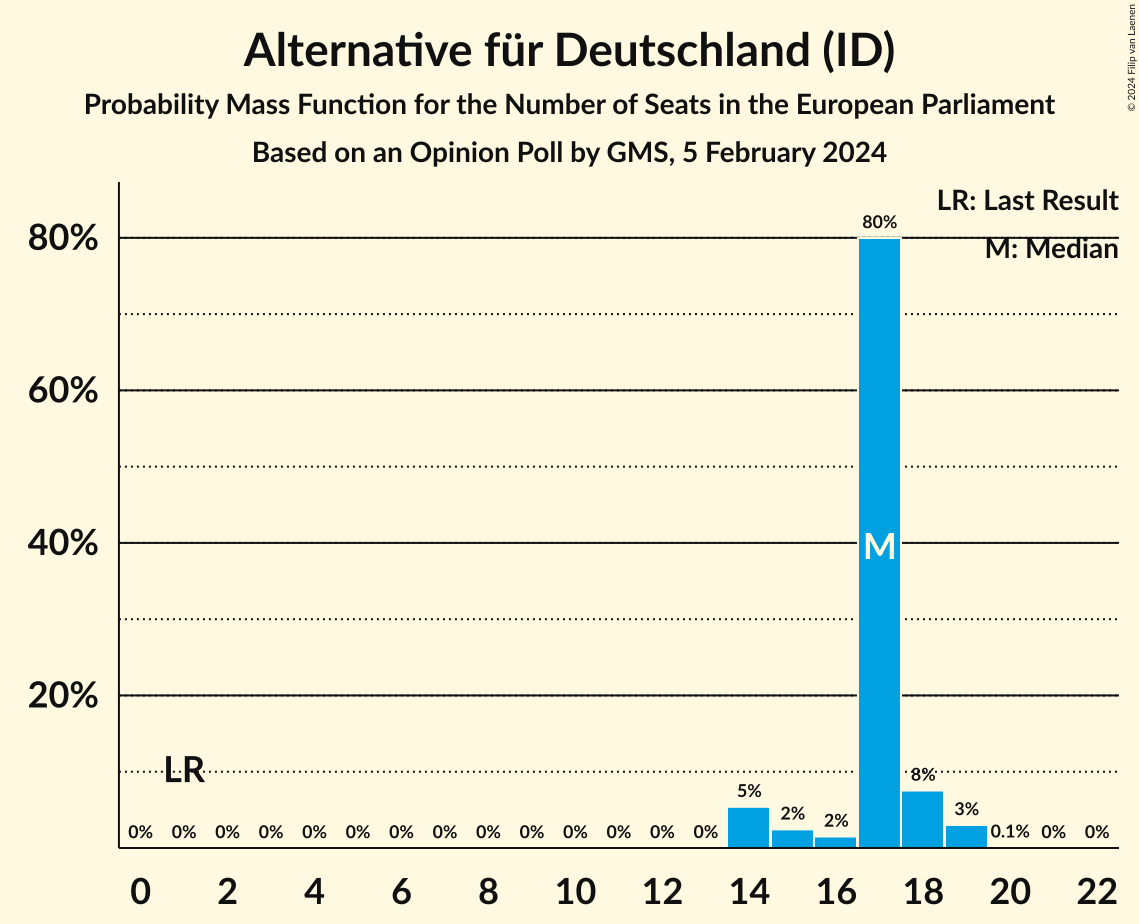 Alternative für Deutschland (ID)
Probability Mass Function for the Number of Seats in the European Parliament
Based on an Opinion Poll by GMS, 5 February 2024
© 2024 Filip van Laenen
LR: Last Result
M: Median
80%
60%
40%
20%
80%
M
LR
0% 0% 0% 0% 0% 0% 0% 0% 0% 0% 0% 0% 0% 0% 5% 2% 2% 8% 3% 0.1% 0% 0%
0 2 4 6 8 10 12 14 16 18 20 22